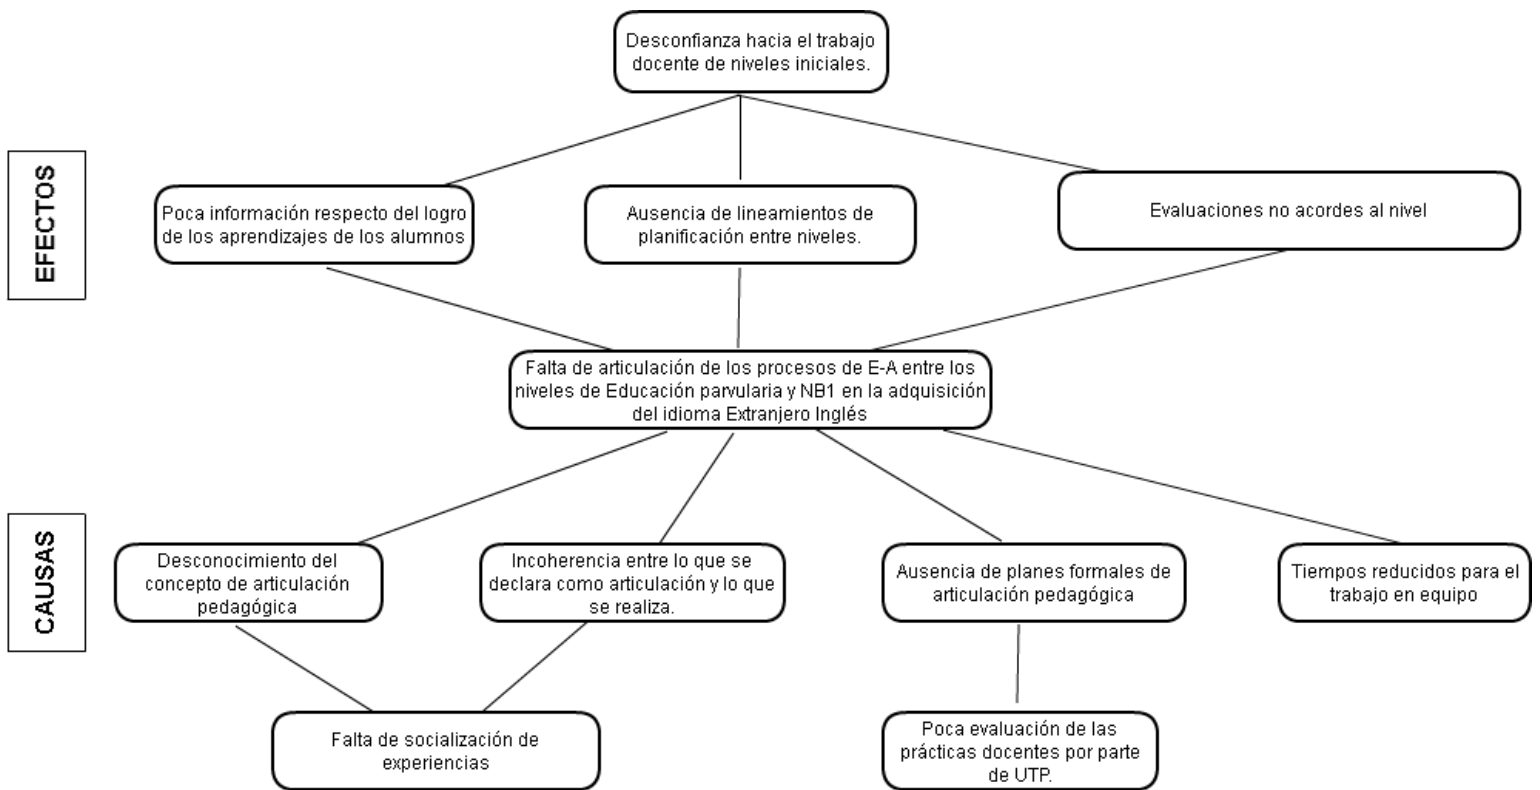 Desconfianza hacia el trabajo
docente de niveles iniciales.
EFECTOS
Poca información respecto del logro
de los aprendizajes de los alumnos
Ausencia de lineamientos de
planificación entre niveles.
Evaluaciones no acordes al nivel
Falta de articulación de los procesos de E-A entre los
niveles de Educación parvularia y NB1 en la adquisición
del idioma Extranjero Inglés
CAUSAS
Desconocimiento del
concepto de articulación
pedagógica
Incoherencia entre lo que se
declara como articulación y lo que
se realiza.
Ausencia de planes formales de
articulación pedagógica
Tiempos reducidos para el
trabajo en equipo
Falta de socialización de
experiencias
Poca evaluación de las
prácticas docentes por parte
de UTP.